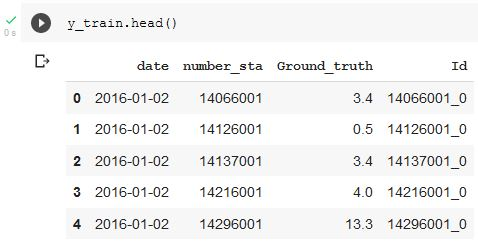 y_train.head()
0 s
date number_sta Ground_truth Id
0 2016-01-02 14066001 3.4 14066001_0
1 2016-01-02 14126001 0.5 14126001_0
2 2016-01-02 14137001 3.4 14137001_0
3 2016-01-02 14216001 4.0 14216001_0
4 2016-01-02 14296001 13.3 14296001_0